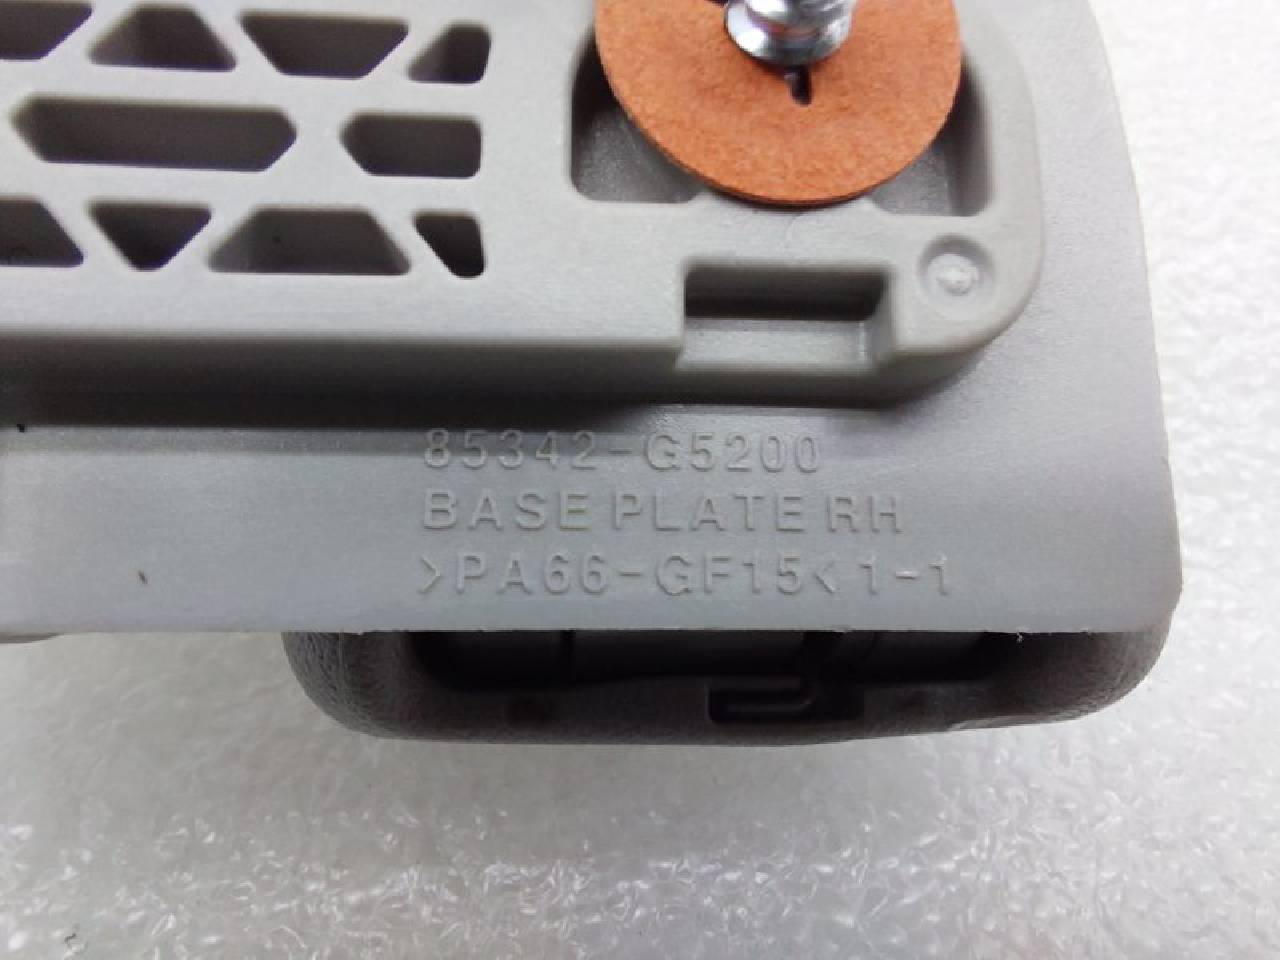 85342-G5200
BASE PLATE RH
>PA66-GF15< 1-1